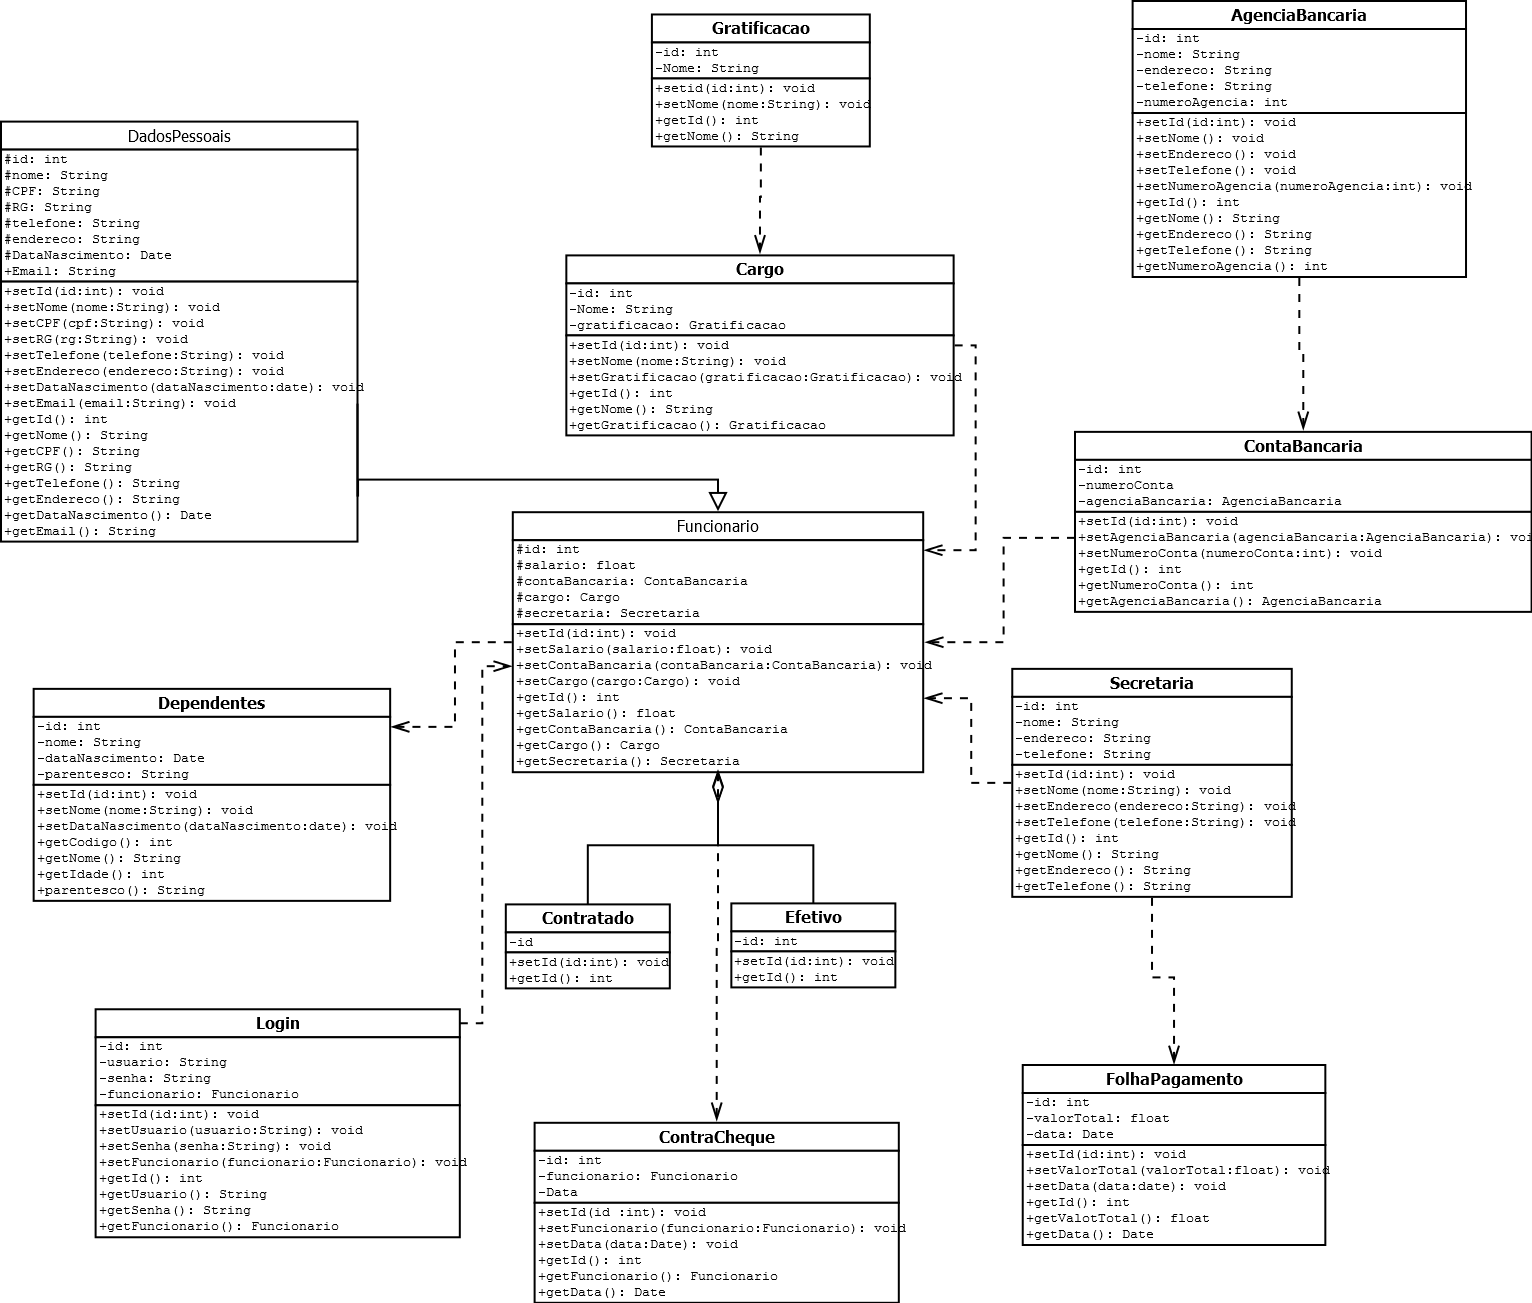 Gratificacao
-id: int
-Nome: String
+setid(id:int): void
+setNome(nome:String): void
+getId(): int
+getNome(): String
AgenciaBancaria
-id: int
-nome: String
-endereco: String
-telefone: String
-numeroAgencia: int
+setId(id:int): void
+setNome(): void
+setEndereco(): void
+setTelefone(): void
+setNumeroAgencia(numeroAgencia:int): void
+getId(): int
+getNome(): String
+getEndereco(): String
+getTelefone(): String
+getNumeroAgencia(): int
DadosPessoais
#id: int
#nome: String
#CPF: String
#RG: String
#telefone: String
#endereco: String
#DataNascimento: Date
+Email: String
+setId(id:int): void
+setNome(nome:String): void
+setCPF(cpf:String): void
+setRG(rg:String): void
+setTelefone(telefone:String): void
+setEndereco(endereco:String): void
+setDataNascimento(dataNascimento:date): void
+setEmail(email:String): void
+getId(): int
+getNome(): String
+getCPF(): String
+getRG(): String
+getTelefone(): String
+getEndereco(): String
+getDataNascimento(): Date
+getEmail(): String
Cargo
-id: int
-Nome: String
-gratificacao: Gratificacao
+setId(id:int): void
+setNome(nome:String): void
+setGratificacao(gratificacao:Gratificacao): void
+getId(): int
+getNome(): String
+getGratificacao(): Gratificacao
ContaBancaria
-id: int
-numeroConta
-agenciaBancaria: AgenciaBancaria
+setId(id:int): void
+setAgenciaBancaria(agenciaBancaria:AgenciaBancaria): voi
+setNumeroConta(numeroConta:int): void
+getId(): int
+getNumeroConta(): int
+getAgenciaBancaria(): AgenciaBancaria
Funcionario
#id: int
#salario: float
#contaBancaria: ContaBancaria
#cargo: Cargo
#secretaria: Secretaria
+setId(id:int): void
+setSalario(salario:float): void
+setContaBancaria(contaBancaria:ContaBancaria): void
+setCargo(cargo:Cargo): void
+getId(): int
+getSalario(): float
+getContaBancaria(): ContaBancaria
+getCargo(): Cargo
+getSecretaria(): Secretaria
Dependentes
-id: int
-nome: String
-dataNascimento: Date
-parentesco: String
+setId(id:int): void
+setNome(nome:String): void
+setDataNascimento(dataNascimento:date): void
+getCodigo(): int
+getNome(): String
+getIdade(): int
+parentesco(): String
Secretaria
-id: int
-nome: String
-endereco: String
-telefone: String
+setId(id:int): void
+setNome(nome:String): void
+setEndereco(endereco:String): void
+setTelefone(telefone:String): void
+getId(): int
+getNome(): String
+getEndereco(): String
+getTelefone(): String
Contratado
-id
+setId(id:int): void
+getId(): int
Efetivo
-id: int
+setId(id:int): void
+getId(): int
Login
-id: int
-usuario: String
-senha: String
-funcionario: Funcionario
+setId(id:int): void
+setUsuario(usuario:String): void
+setSenha(senha:String): void
+setFuncionario(funcionario:Funcionario): void
+getId(): int
+getUsuario(): String
+getSenha(): String
+getFuncionario(): Funcionario
ContraCheque
-id: int
-funcionario: Funcionario
-Data
+setId(id :int): void
+setFuncionario(funcionario:Funcionario): void
+setData(data:Date): void
+getId(): int
+getFuncionario(): Funcionario
+getData(): Date
FolhaPagamento
-id: int
-valorTotal: float
-data: Date
+setId(id:int): void
+setValorTotal(valorTotal:float): void
+setData(data:date): void
+getId(): int
+getValotTotal(): float
+getData(): Date